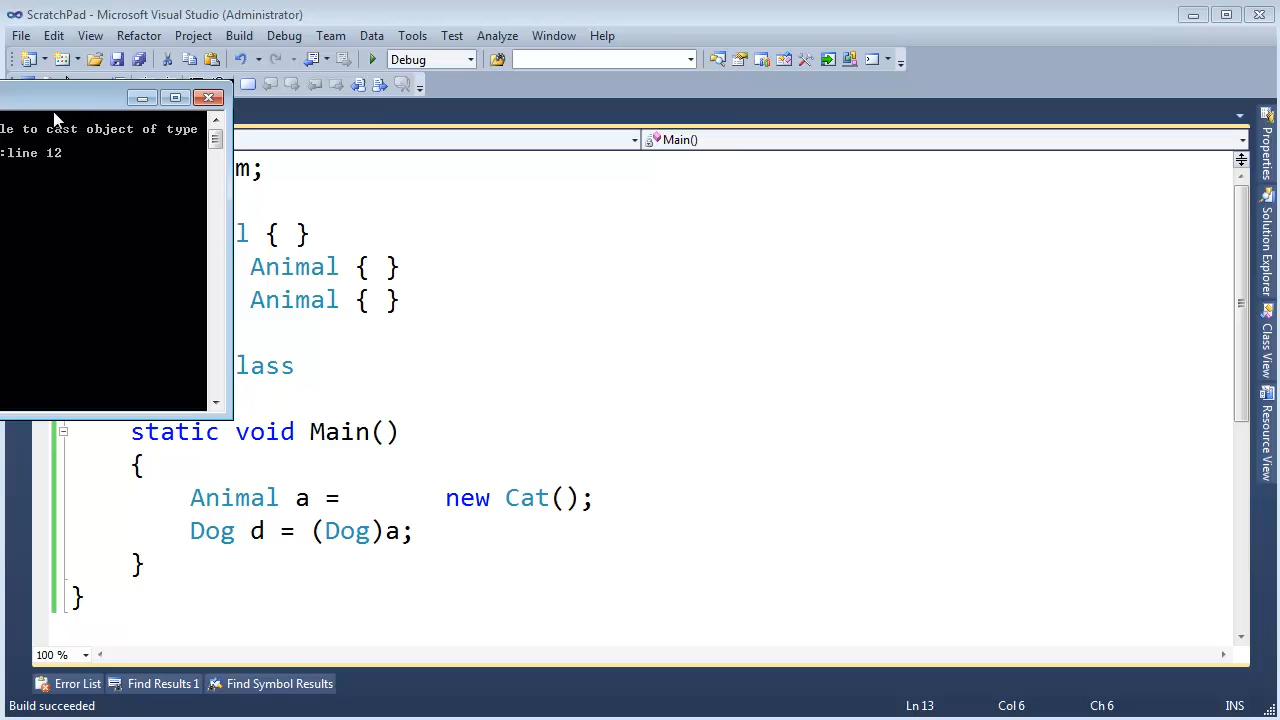 ScratchPad - Microsoft Visual Studio (Administrator)
File Edit View Refactor Project Build Debug Team Data Tools Test Analyze Window Help
Debug
le to cast object of type
:line 12
Main()
m;
l { }
Animal { }
Animal { }
lass
static void Main()
{
Animal a = new Cat();
Dog d = (Dog)a;
}
}
Properties
Solution Explorer
Class View
Resource View
100 %
Error List Find Results 1 Find Symbol Results
Build succeeded Ln 13 Col 6 Ch 6 INS